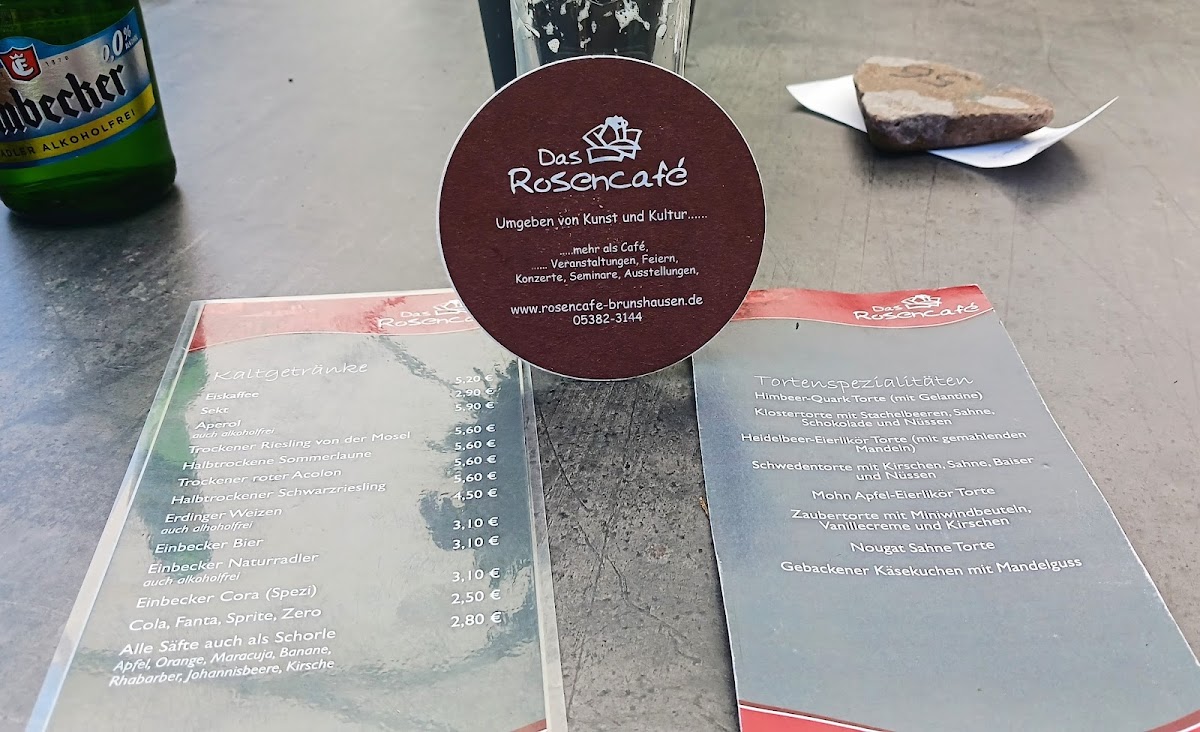 0,0%
1378
Einbecker
RADLER ALKOHOLFREI
Das
Rosencafé
Umgeben von Kunst und Kultur......
.....mehr als Café,
...... Veranstaltungen, Feiern,
Konzerte, Seminare, Ausstellungen,
www.rosencafe-brunshausen.de
05382-3144
Das
Rosencafé
Kaltgetränke
Eiskaffee 5,20 €
Sekt 2,90 €
Aperol 5,90 €
auch alkoholfrei
Trockener Riesling von der Mosel 5,60 €
Halbtrockene Sommerlaune 5,60 €
Trockener roter Acolon 5,60 €
Halbtrockener Schwarzriesling 5,60 €
Erdinger Weizen 4,50 €
auch alhoholfrei
Einbecker Bier 3,10 €
Einbecker Naturradler 3,10 €
auch alkoholfrei
Einbecker Cora (Spezi) 3,10 €
Cola, Fanta, Sprite, Zero 2,50 €
Alle Säfte auch als Schorle 2,80 €
Apfel, Orange, Maracuja, Banane,
Rhabarber, Johannisbeere, Kirsche
Das
Rosencafé
Tortenspezialitäten
Himbeer-Quark Torte (mit Gelantine)
Klostertorte mit Stachelbeeren, Sahne,
Schokolade und Nüssen
Heidelbeer-Eierlikör Torte (mit gemahlenden
Mandeln)
Schwedentorte mit Kirschen, Sahne, Baiser
und Nüssen
Mohn Apfel-Eierlikör Torte
Zaubertorte mit Miniwindbeuteln,
Vanillecreme und Kirschen
Nougat Sahne Torte
Gebackener Käsekuchen mit Mandelguss